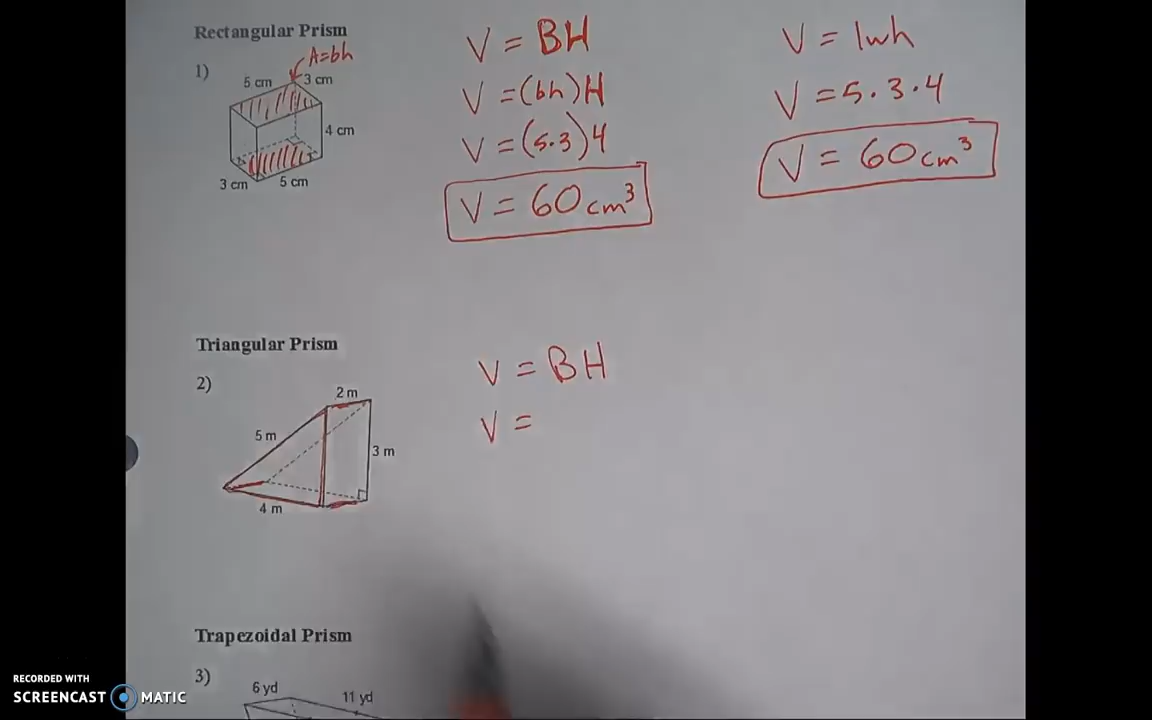 Rectangular Prism
1)
A=bh
5 cm
3 cm
4 cm
3 cm
5 cm
V = BH
V = (bh)H
V = (5·3)4
V = 60cm³
V = lwh
V = 5·3·4
V = 60cm³
Triangular Prism
2)
2 m
5 m
3 m
4 m
V = BH
V =
Trapezoidal Prism
3)
6 yd
11 yd
RECORDED WITH
SCREENCAST MATIC